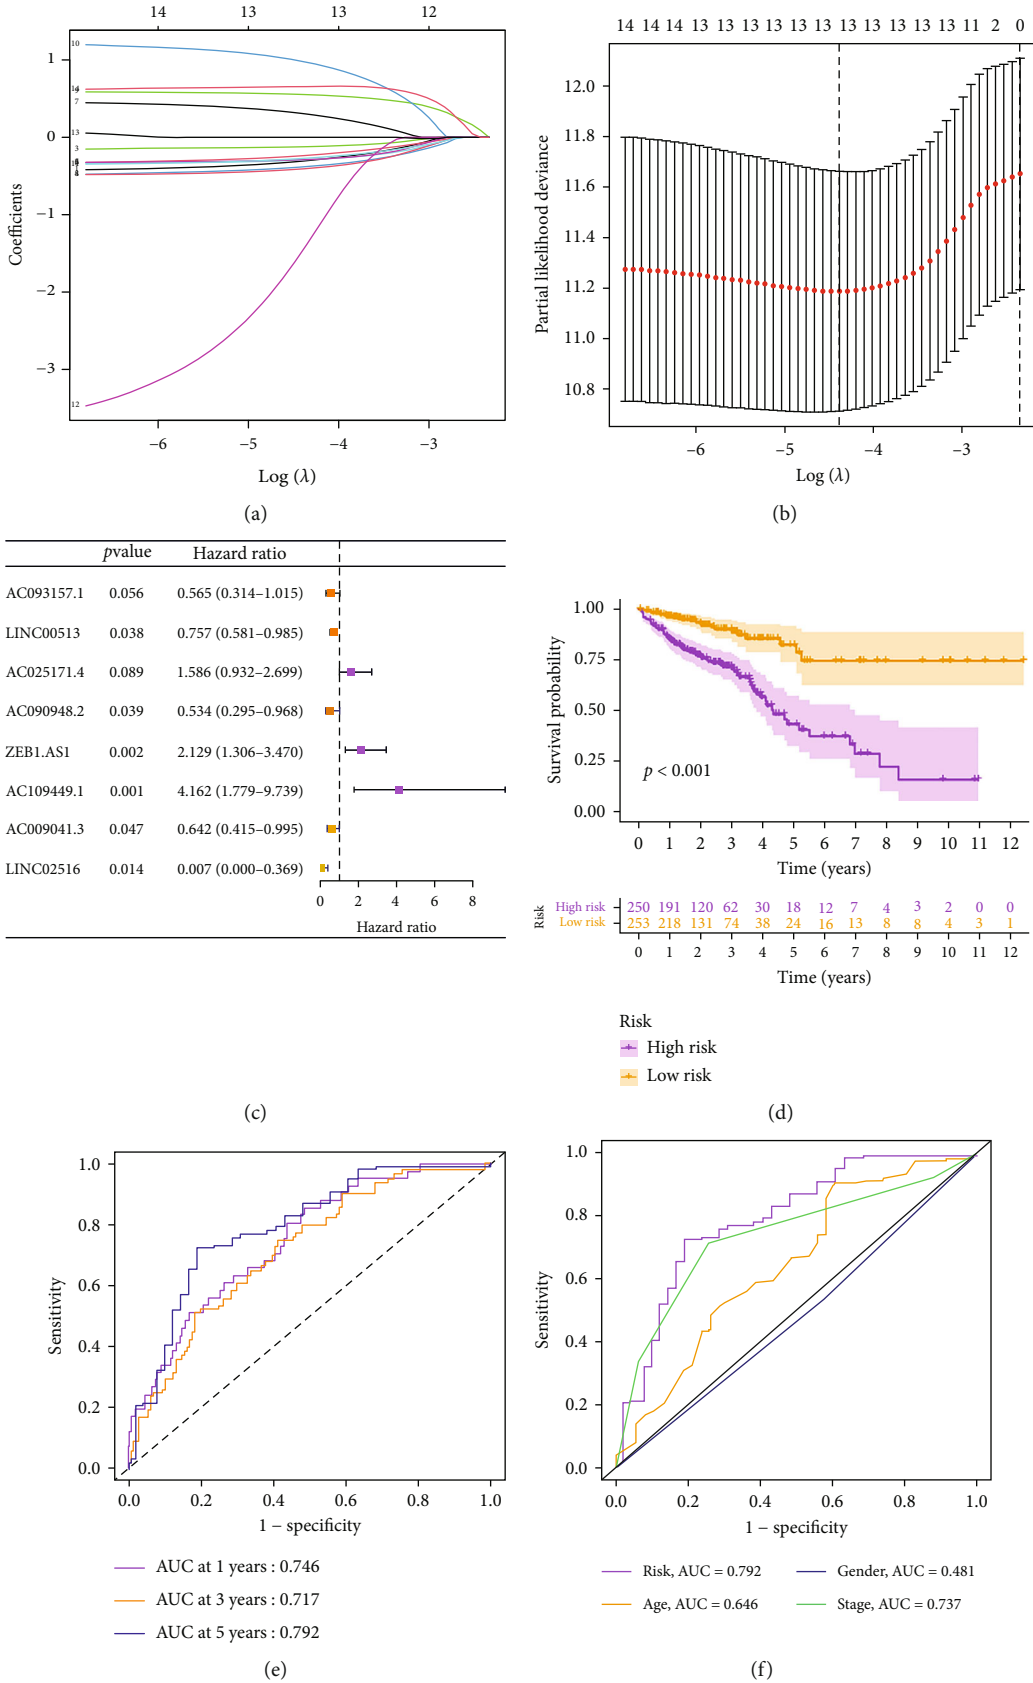 14 14 13 13 12
Coefficients
1
0
−1
−2
−3
10
7
13
3
12
−6 −5 −4 −3
Log (λ)
(a)
14 14 14 14 13 13 13 13 13 13 13 13 13 11 2 0
Partial likelihood deviance
12.0
11.8
11.6
11.4
11.2
11.0
10.8
−6 −5 −4 −3
Log (λ)
(b)
pvalue Hazard ratio
AC093157.1 0.056 0.565 (0.314–1.015)
LINC00513 0.038 0.757 (0.581–0.985)
AC025171.4 0.089 1.586 (0.932–2.699)
AC090948.2 0.039 0.534 (0.295–0.968)
ZEB1.AS1 0.002 2.129 (1.306–3.470)
AC109449.1 0.001 4.162 (1.779–9.739)
AC009041.3 0.047 0.642 (0.415–0.995)
LINC02516 0.014 0.007 (0.000–0.369)
0 2 4 6 8
Hazard ratio
(c)
Survival probability
1.00
0.75
0.50
0.25
0.00
p < 0.001
0 1 2 3 4 5 6 7 8 9 10 11 12
Time (years)
Risk
High risk 250 191 120 62 30 18 12 7 4 3 2 0 0
Low risk 253 218 131 74 38 24 16 13 8 8 4 3 1
0 1 2 3 4 5 6 7 8 9 10 11 12
Time (years)
Risk
High risk
Low risk
(d)
Sensitivity
1.0
0.8
0.6
0.4
0.2
0.0
0.0 0.2 0.4 0.6 0.8 1.0
1 − specificity
AUC at 1 years : 0.746
AUC at 3 years : 0.717
AUC at 5 years : 0.792
(e)
Sensitivity
1.0
0.8
0.6
0.4
0.2
0.0
0.0 0.2 0.4 0.6 0.8 1.0
1 − specificity
Risk, AUC = 0.792 Gender, AUC = 0.481
Age, AUC = 0.646 Stage, AUC = 0.737
(f)